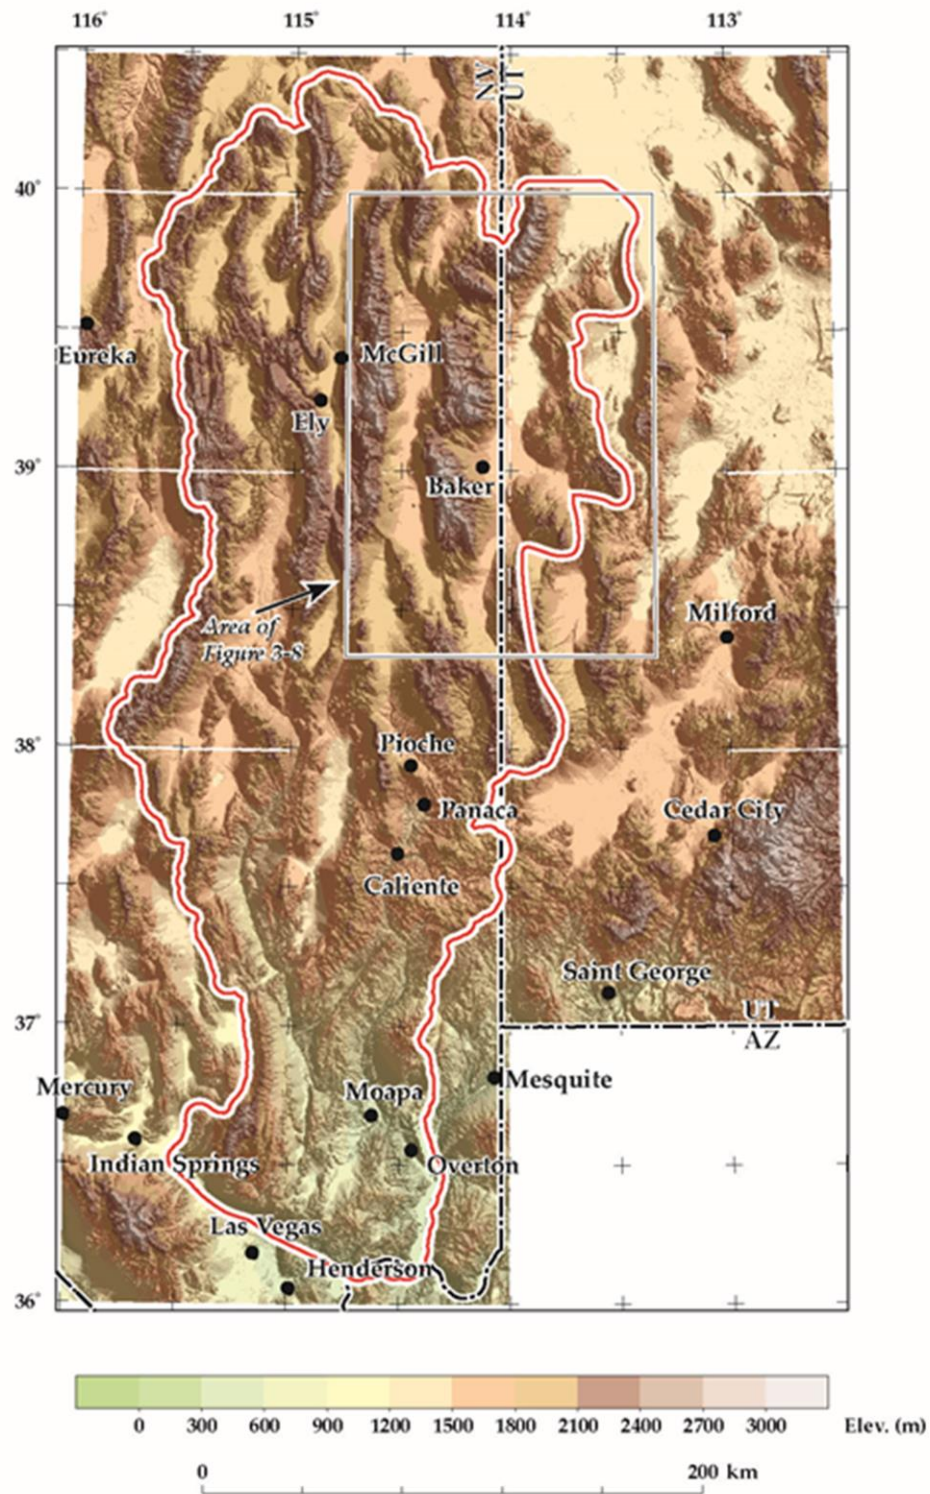 116° 115° 114° 113°
NV
UT
40°
Eureka
McGill
Ely
39°
Baker
Area of
Figure 3-8
Milford
38°
Pioche
Panaca
Cedar City
Caliente
Saint George
37°
UT
AZ
Mercury
Moapa
Mesquite
Indian Springs
Overton
Las Vegas
Henderson
36°
0 300 600 900 1200 1500 1800 2100 2400 2700 3000 Elev. (m)
0 200 km